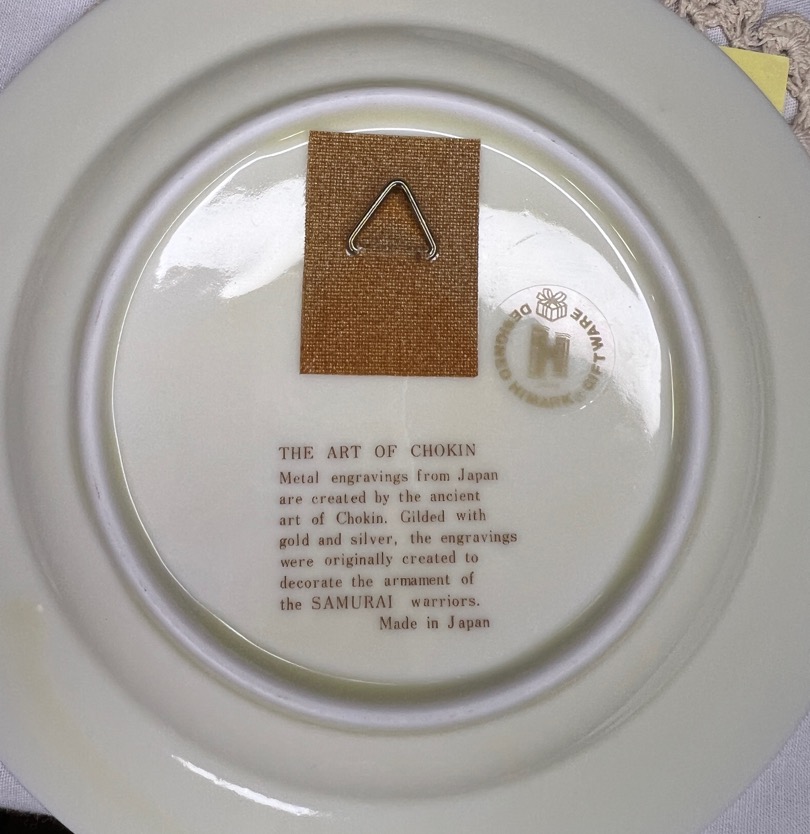 HIMARK GIFTWARE
THE ART OF CHOKIN
Metal engravings from Japan
are created by the ancient
art of Chokin. Gilded with
gold and silver, the engravings
were originally created to
decorate the armament of
the SAMURAI warriors.
Made in Japan